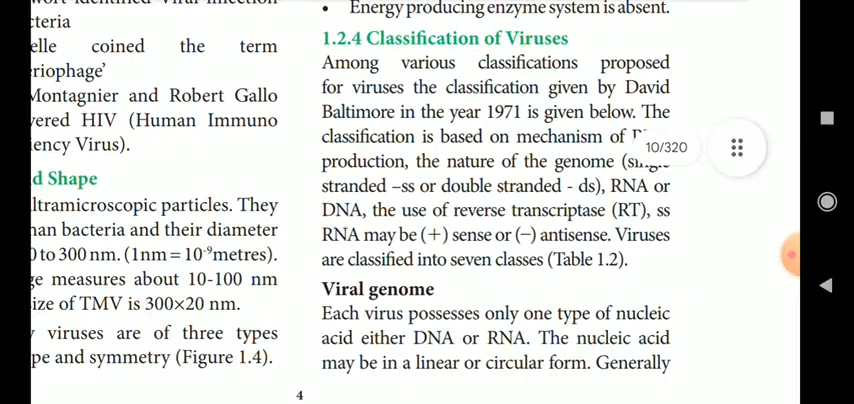 cteria
elle coined the term
riophage’
Montagnier and Robert Gallo
vered HIV (Human Immuno
iency Virus).
d Shape
ltramicroscopic particles. They
han bacteria and their diameter
0 to 300 nm. (1nm = 10⁻⁹metres).
ge measures about 10-100 nm
size of TMV is 300×20 nm.
viruses are of three types
pe and symmetry (Figure 1.4).
• Energy producing enzyme system is absent.
1.2.4 Classification of Viruses
Among various classifications proposed
for viruses the classification given by David
Baltimore in the year 1971 is given below. The
classification is based on mechanism of
production, the nature of the genome
stranded –ss or double stranded - ds), RNA or
DNA, the use of reverse transcriptase (RT), ss
RNA may be (+) sense or (−) antisense. Viruses
are classified into seven classes (Table 1.2).
Viral genome
Each virus possesses only one type of nucleic
acid either DNA or RNA. The nucleic acid
may be in a linear or circular form. Generally
4
10/320